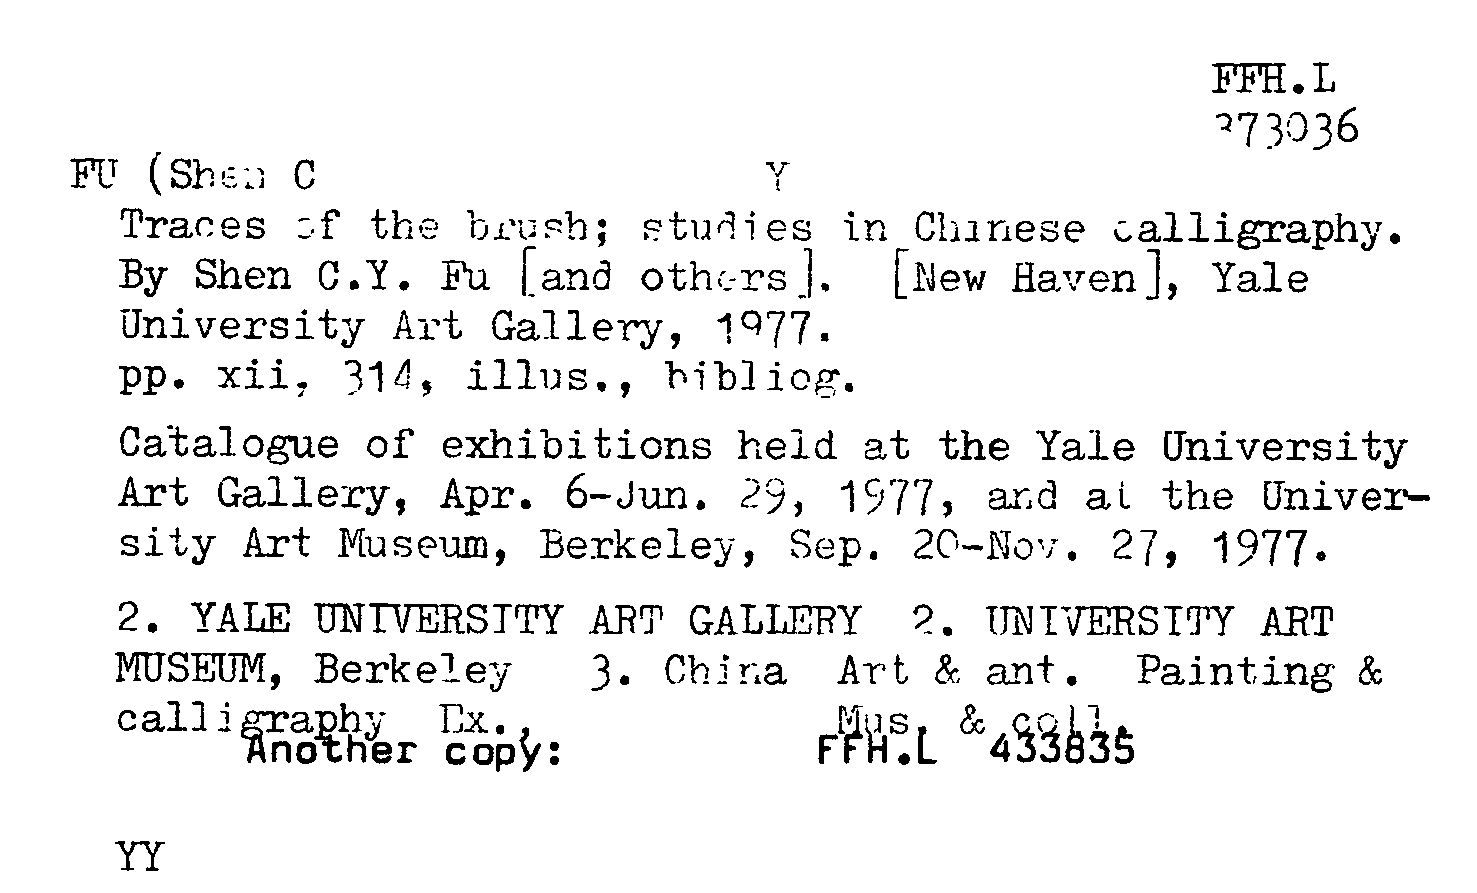 FFH.L
373036
FU (Shen C Y
Traces of the brush; studies in Chinese calligraphy.
By Shen C.Y. Fu [and others]. [New Haven], Yale
University Art Gallery, 1977.
pp. xii, 314, illus., bibliog.
Catalogue of exhibitions held at the Yale University
Art Gallery, Apr. 6-Jun. 29, 1977, and at the Univer-
sity Art Museum, Berkeley, Sep. 20-Nov. 27, 1977.
2. YALE UNIVERSITY ART GALLERY 2. UNIVERSITY ART
MUSEUM, Berkeley 3. China Art & ant. Painting &
calligraphy Ex., Mus. & coll.
Another copy: FFH.L 433835
YY